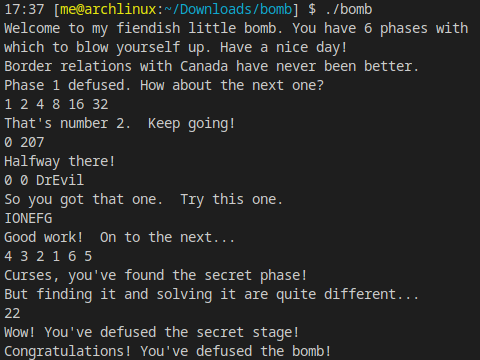 17:37 [me@archlinux:~/Downloads/bomb] $ ./bomb
Welcome to my fiendish little bomb. You have 6 phases with
which to blow yourself up. Have a nice day!
Border relations with Canada have never been better.
Phase 1 defused. How about the next one?
1 2 4 8 16 32
That's number 2.  Keep going!
0 207
Halfway there!
0 0 DrEvil
So you got that one.  Try this one.
IONEFG
Good work!  On to the next...
4 3 2 1 6 5
Curses, you've found the secret phase!
But finding it and solving it are quite different...
22
Wow! You've defused the secret stage!
Congratulations! You've defused the bomb!